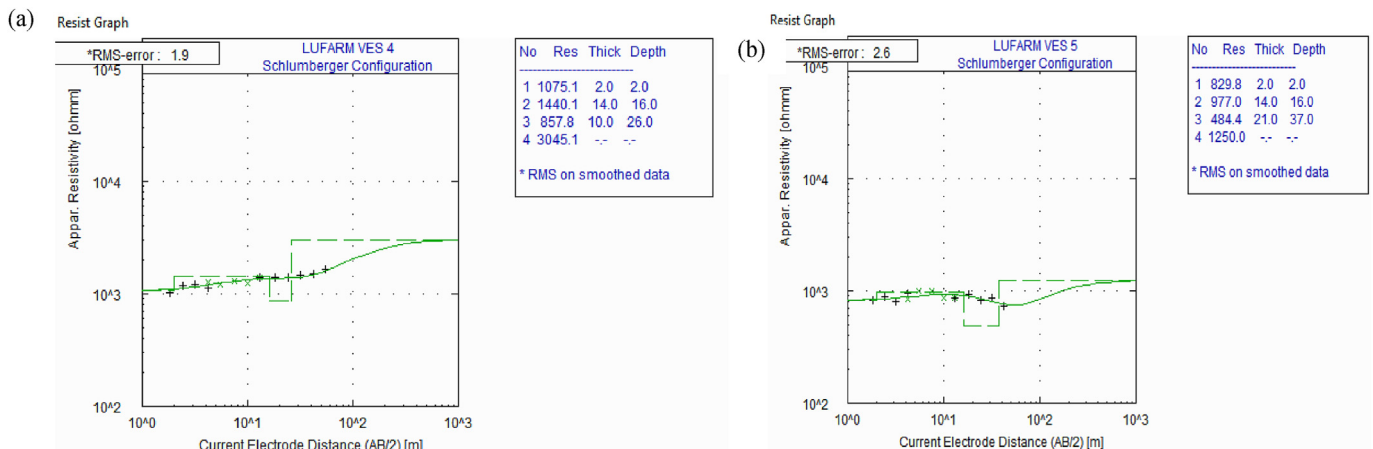 (a)
Resist Graph
*RMS-error : 1.9
LUFARM VES 4
Schlumberger Configuration
Appar. Resistivity [ohmm]
10^5
10^4
10^3
10^2
10^0 10^1 10^2 10^3
Current Electrode Distance (AB/2) [m]
No Res Thick Depth
1 1075.1 2.0 2.0
2 1440.1 14.0 16.0
3 857.8 10.0 26.0
4 3045.1 -.- -.-
* RMS on smoothed data
(b)
Resist Graph
*RMS-error : 2.6
LUFARM VES 5
Schlumberger Configuration
Appar. Resistivity [ohmm]
10^5
10^4
10^3
10^2
10^0 10^1 10^2 10^3
Current Electrode Distance (AB/2) [m]
No Res Thick Depth
1 829.8 2.0 2.0
2 977.0 14.0 16.0
3 484.4 21.0 37.0
4 1250.0 -.- -.-
* RMS on smoothed data